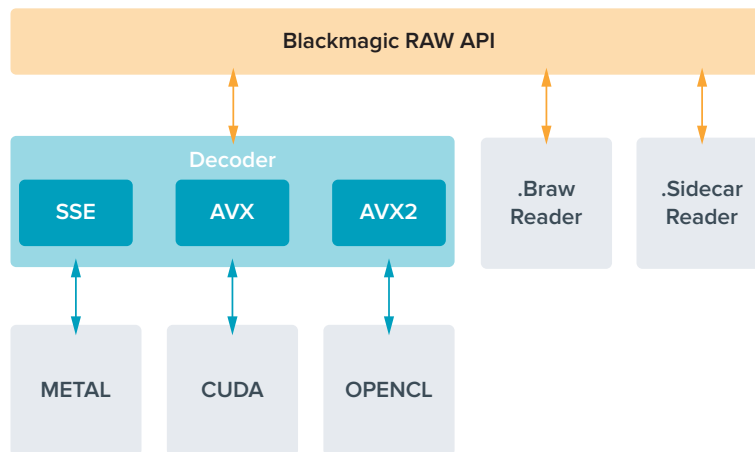 Blackmagic RAW API
Decoder
SSE
AVX
AVX2
.Braw
Reader
.Sidecar
Reader
METAL
CUDA
OPENCL